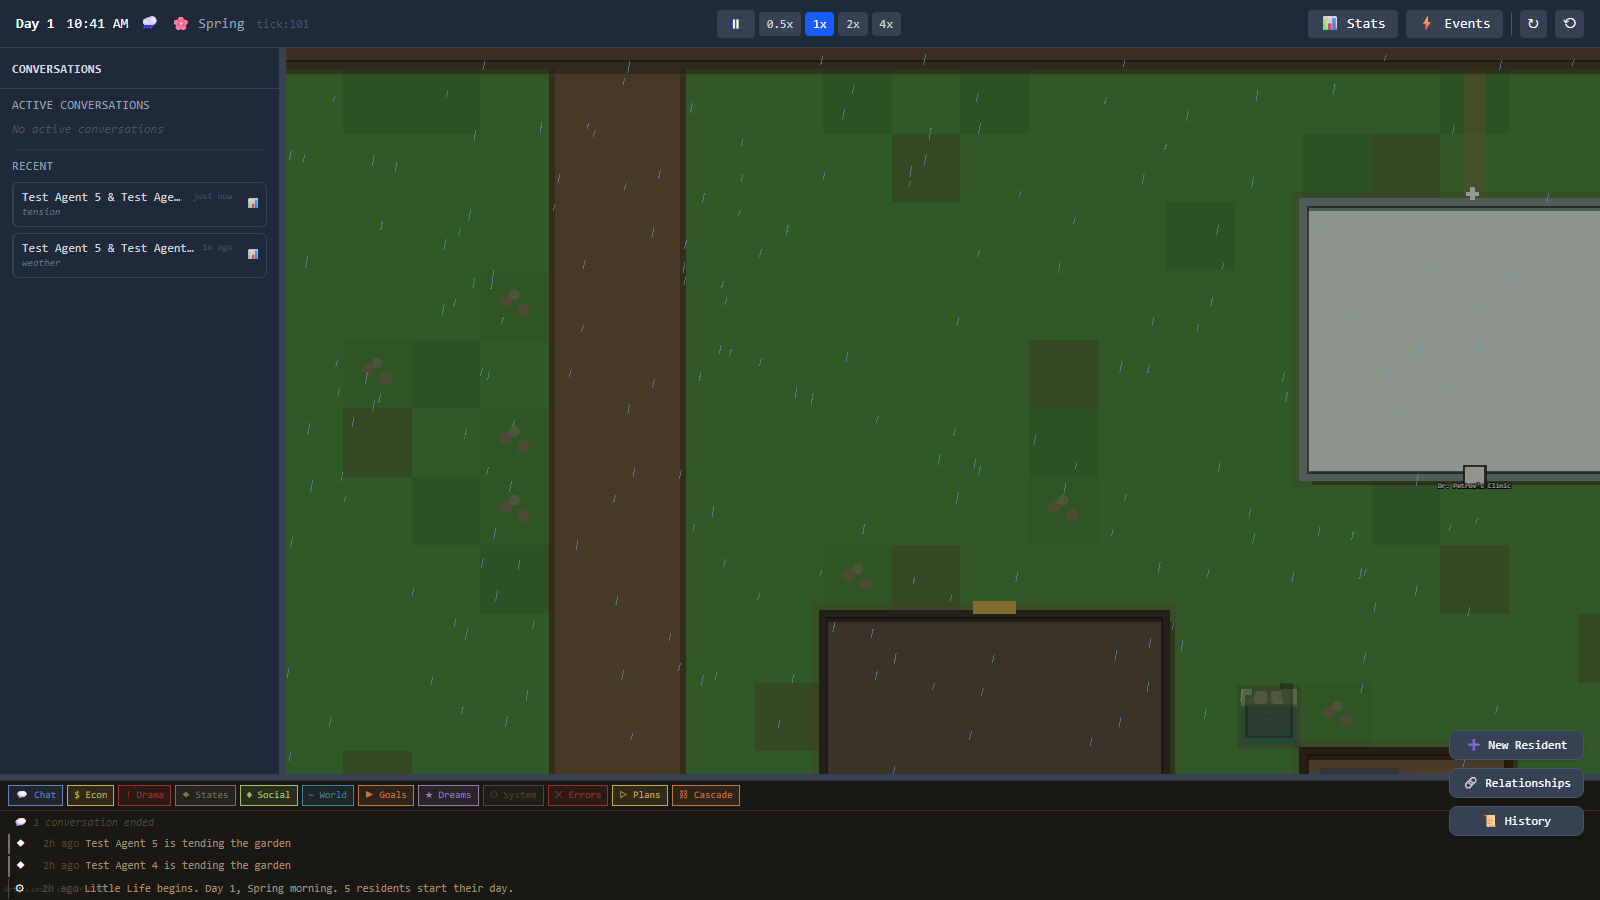 Day 1 10:41 AM Spring tick:101
0.5x 1x 2x 4x
Stats Events
CONVERSATIONS
ACTIVE CONVERSATIONS
No active conversations
RECENT
Test Agent 5 & Test Age… just now
tension
Test Agent 5 & Test Agent… 1m ago
weather
Dr. Petrov's Clinic
New Resident
Relationships
History
Chat $ Econ ! Drama States Social ~ World Goals Dreams System Errors Plans Cascade
1 conversation ended
2h ago Test Agent 5 is tending the garden
2h ago Test Agent 4 is tending the garden
2h ago Little Life begins. Day 1, Spring morning. 5 residents start their day.